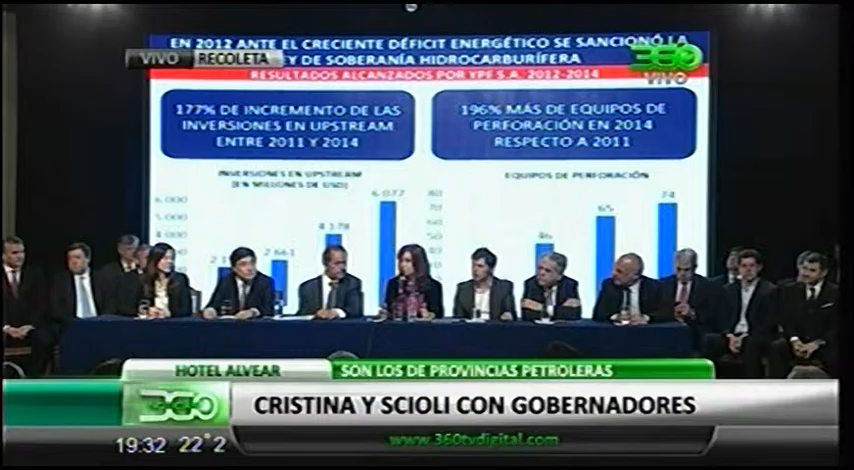 EN 2012 ANTE EL CRECIENTE DÉFICIT ENERGÉTICO SE SANCIONÓ LA
VIVO RECOLETA
EY DE SOBERANÍA HIDROCARBURÍFERA
360
VIVO
RESULTADOS ALCANZADOS POR YPF S.A. 2012-2014
177% DE INCREMENTO DE LAS
INVERSIONES EN UPSTREAM
ENTRE 2011 Y 2014
196% MÁS DE EQUIPOS DE
PERFORACIÓN EN 2014
RESPECTO A 2011
INVERSIONES EN UPSTREAM
(EN MILLONES DE USD)
6.000
5.000
4.000
2.661
4.178
6.077
EQUIPOS DE PERFORACIÓN
80
70
60
50
40
46
65
74
HOTEL ALVEAR
SON LOS DE PROVINCIAS PETROLERAS
360
CRISTINA Y SCIOLI CON GOBERNADORES
www.360tvdigital.com
19:32 22°2